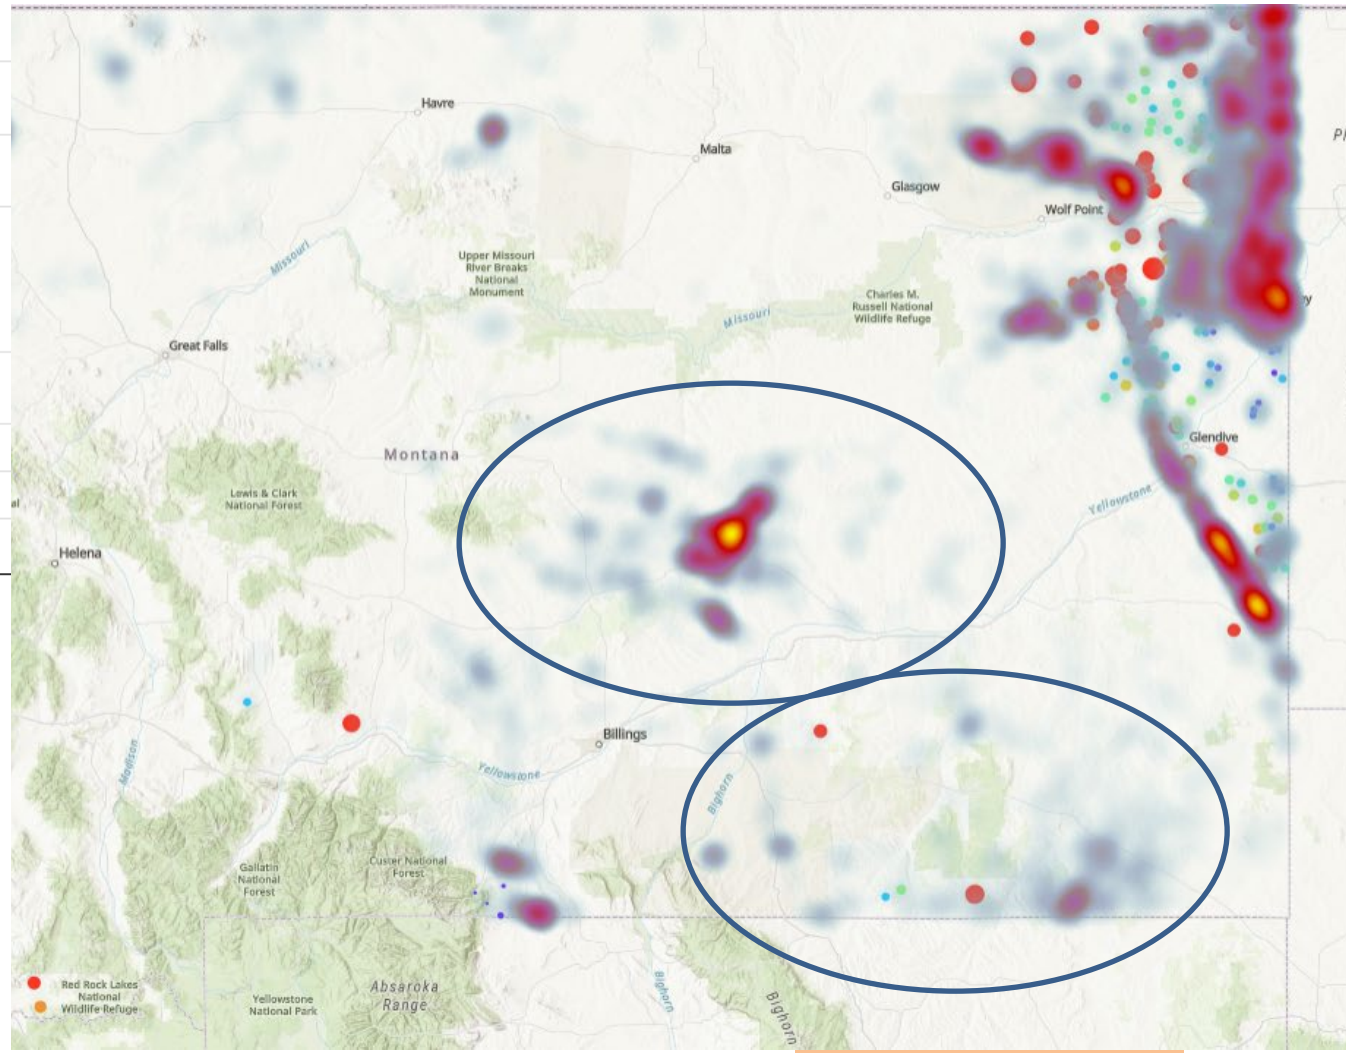 Havre
Malta
Glasgow
Wolf Point
Missouri
Upper Missouri
River Breaks
National
Monument
Charles M.
Russell National
Wildlife Refuge
Missouri
Great Falls
Glendive
Montana
Lewis & Clark
National Forest
Yellowstone
Helena
Billings
Madison
Yellowstone
Bighorn
Gallatin
National
Forest
Custer National
Forest
Red Rock Lakes
National
Wildlife Refuge
Yellowstone
National Park
Absaroka
Range
Bighorn
Bighorn